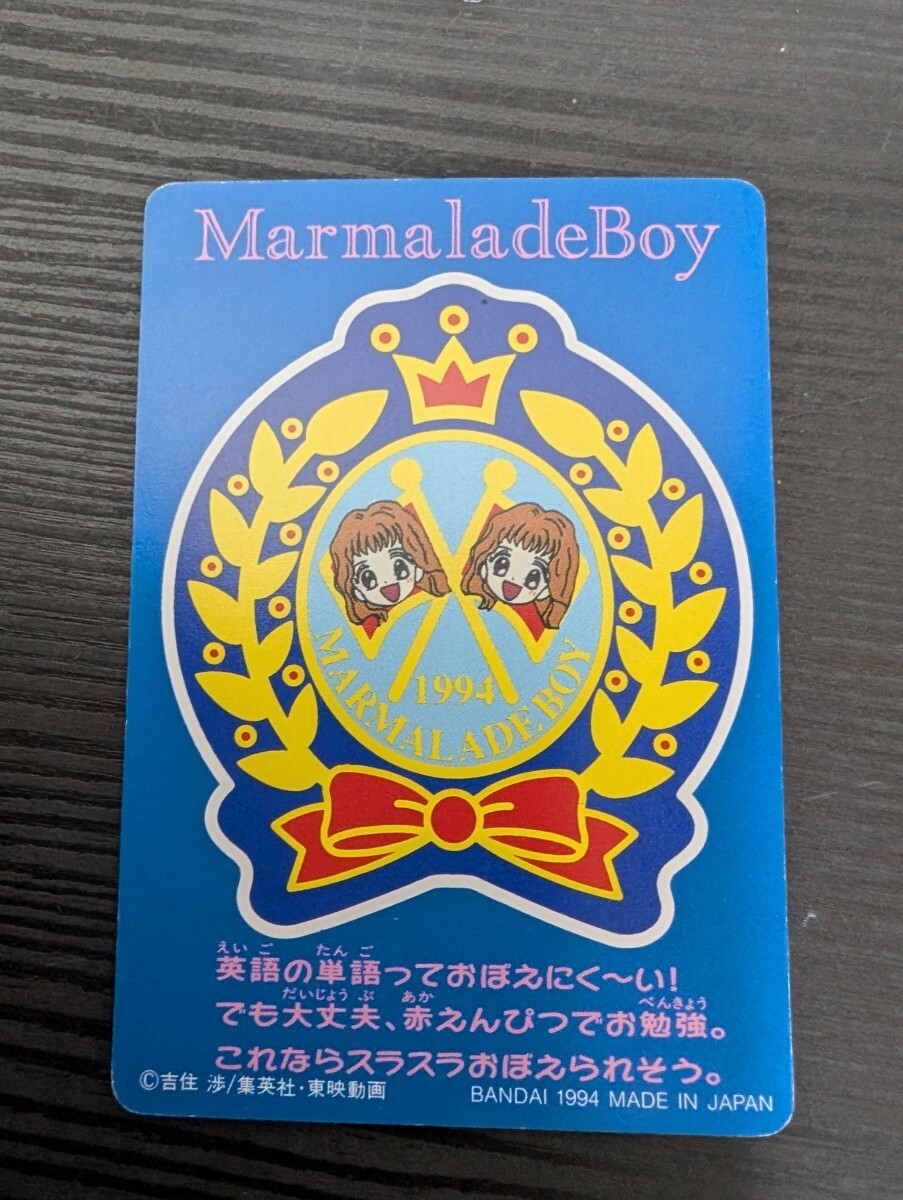 MarmaladeBoy
1994
MARMALADE BOY
えいご たんご
英語の単語っておぼえにく〜い!
だいじょうぶ あか べんきょう
でも大丈夫、赤えんぴつでお勉強。
これならスラスラおぼえられそう。
©吉住 渉/集英社・東映動画
BANDAI 1994 MADE IN JAPAN